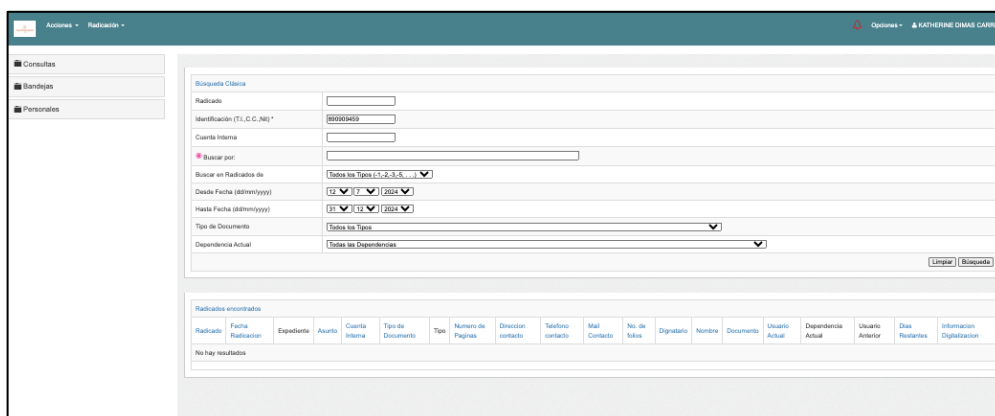 Acciones Radicación Opciones KATHERINE DIMAS CARR
Consultas
Bandejas
Personales
Búsqueda Clásica
Radicado
Identificación (T.I.,C.C.,Nit) * 890909459
Cuenta Interna
Buscar por:
Buscar en Radicados de Todos los Tipos (-1,-2,-3,-5, . . .)
Desde Fecha (dd/mm/yyyy) 12 7 2024
Hasta Fecha (dd/mm/yyyy) 31 12 2024
Tipo de Documento Todos los Tipos
Dependencia Actual Todas las Dependencias
Limpiar Búsqueda
Radicados encontrados
Radicado Fecha Radicacion Expediente Asunto Cuenta Interna Tipo de Documento Tipo Numero de Paginas Direccion contacto Teléfono contacto Mail Contacto No. de folios Dignatario Nombre Documento Usuario Actual Dependencia Actual Usuario Anterior Dias Restantes Informacion Digitalizacion
No hay resultados